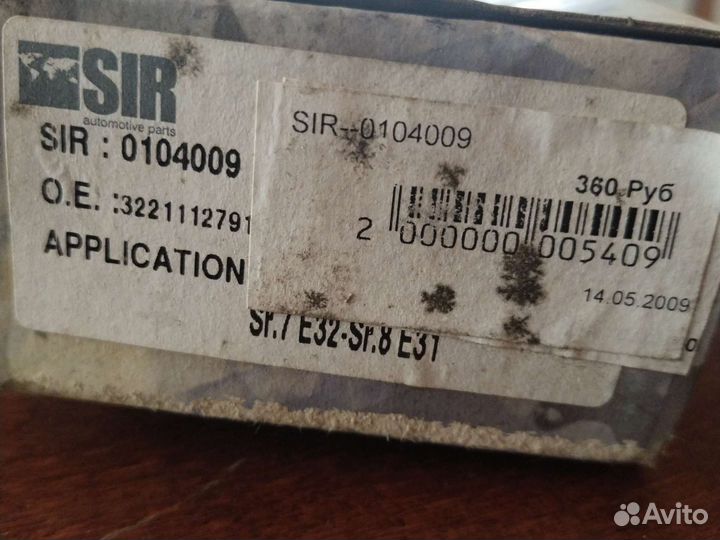 SIR
automotive parts
SIR : 0104009
O.E. :3221112791
APPLICATION
Sr.7 E32-Sr.8 E31
SIR--0104009
360 Руб
2 000000 005409
14.05.2009
Avito